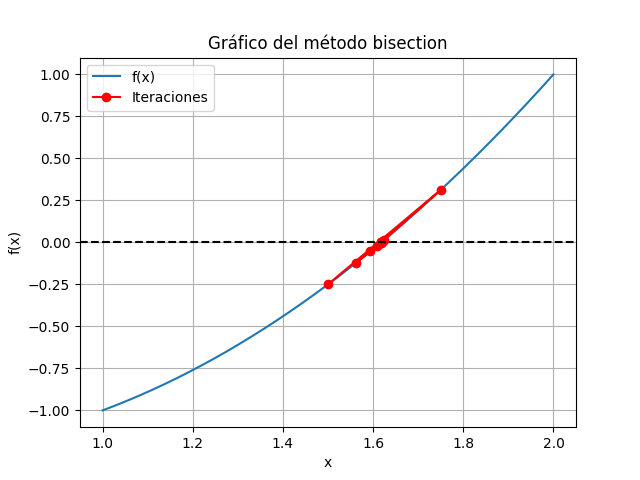 Gráfico del método bisection
f(x)
Iteraciones
1.00
0.75
0.50
0.25
0.00
−0.25
−0.50
−0.75
−1.00
f(x)
1.0 1.2 1.4 1.6 1.8 2.0
x